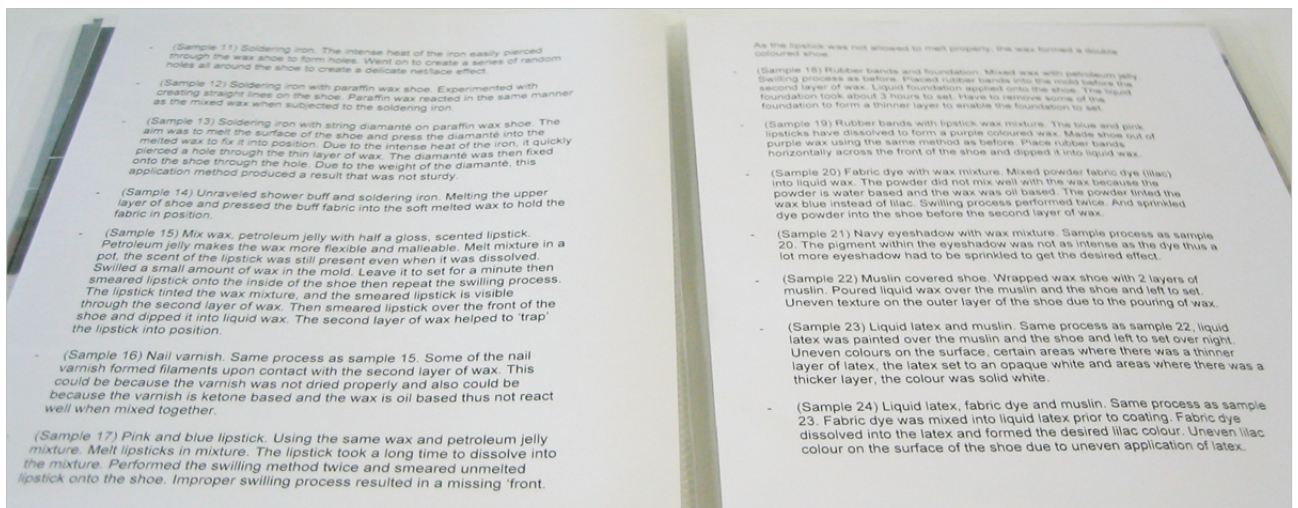 - (Sample 11) Soldering iron. The intense heat of the iron easily pierced
through the wax shoe to form holes. Went on to create a series of random
holes all around the shoe to create a delicate necklace effect.
- (Sample 12) Soldering iron with paraffin wax shoe. Experimented with
creating straight lines on the shoe. Paraffin wax reacted in the same manner
as the mixed wax when subjected to the soldering iron.
- (Sample 13) Soldering iron with string diamanté on paraffin wax shoe. The
aim was to melt the surface of the shoe and press the diamanté into the
melted wax to fix it into position. Due to the intense heat of the iron, it quickly
pierced a hole through the thin layer of wax. The diamanté was then fixed
onto the shoe through the hole. Due to the weight of the diamanté, this
application method produced a result that was not sturdy.
- (Sample 14) Unraveled shower buff and soldering iron. Melting the upper
layer of shoe and pressed the buff fabric into the soft melted wax to hold the
fabric in position.
- (Sample 15) Mix wax, petroleum jelly with half a gloss, scented lipstick.
Petroleum jelly makes the wax more flexible and malleable. Melt mixture in a
pot, the scent of the lipstick was still present even when it was dissolved.
Swilled a small amount of wax in the mold. Leave it to set for a minute then
smeared lipstick onto the inside of the shoe then repeat the swilling process.
The lipstick tinted the wax mixture, and the smeared lipstick is visible
through the second layer of wax. Then smeared lipstick over the front of the
shoe and dipped it into liquid wax. The second layer of wax helped to 'trap'
the lipstick into position.
- (Sample 16) Nail varnish. Same process as sample 15. Some of the nail
varnish formed filaments upon contact with the second layer of wax. This
could be because the varnish was not dried properly and also could be
because the varnish is ketone based and the wax is oil based thus not react
well when mixed together.
(Sample 17) Pink and blue lipstick. Using the same wax and petroleum jelly
mixture. Melt lipsticks in mixture. The lipstick took a long time to dissolve into
the mixture. Performed the swilling method twice and smeared unmelted
lipstick onto the shoe. Improper swilling process resulted in a missing 'front.
As the lipstick was not allowed to melt properly, the wax formed a double
coloured shoe.
- (Sample 18) Rubber bands and foundation. Mixed wax with petroleum jelly
Swilling process as before. Placed rubber bands into the mold before the
second layer of wax. Liquid foundation applied onto the shoe. The liquid
foundation took about 3 hours to set. Have to remove some of the
foundation to form a thinner layer to enable the foundation to set.
- (Sample 19) Rubber bands with lipstick wax mixture. The blue and pink
lipsticks have dissolved to form a purple coloured wax. Made shoe out of
purple wax using the same method as before. Place rubber bands
horizontally across the front of the shoe and dipped it into liquid wax.
- (Sample 20) Fabric dye with wax mixture. Mixed powder fabric dye (lilac)
into liquid wax. The powder did not mix well with the wax because the
powder is water based and the wax was oil based. The powder tinted the
wax blue instead of lilac. Swilling process performed twice. And sprinkled
dye powder into the shoe before the second layer of wax.
- (Sample 21) Navy eyeshadow with wax mixture. Sample process as sample
20. The pigment within the eyeshadow was not as intense as the dye thus a
lot more eyeshadow had to be sprinkled to get the desired effect.
- (Sample 22) Muslin covered shoe. Wrapped wax shoe with 2 layers of
muslin. Poured liquid wax over the muslin and the shoe and left to set.
Uneven texture on the outer layer of the shoe due to the pouring of wax.
- (Sample 23) Liquid latex and muslin. Same process as sample 22, liquid
latex was painted over the muslin and the shoe and left to set over night.
Uneven colours on the surface, certain areas where there was a thinner
layer of latex, the latex set to an opaque white and areas where there was a
thicker layer, the colour was solid white.
- (Sample 24) Liquid latex, fabric dye and muslin. Same process as sample
23. Fabric dye was mixed into liquid latex prior to coating. Fabric dye
dissolved into the latex and formed the desired lilac colour. Uneven lilac
colour on the surface of the shoe due to uneven application of latex.